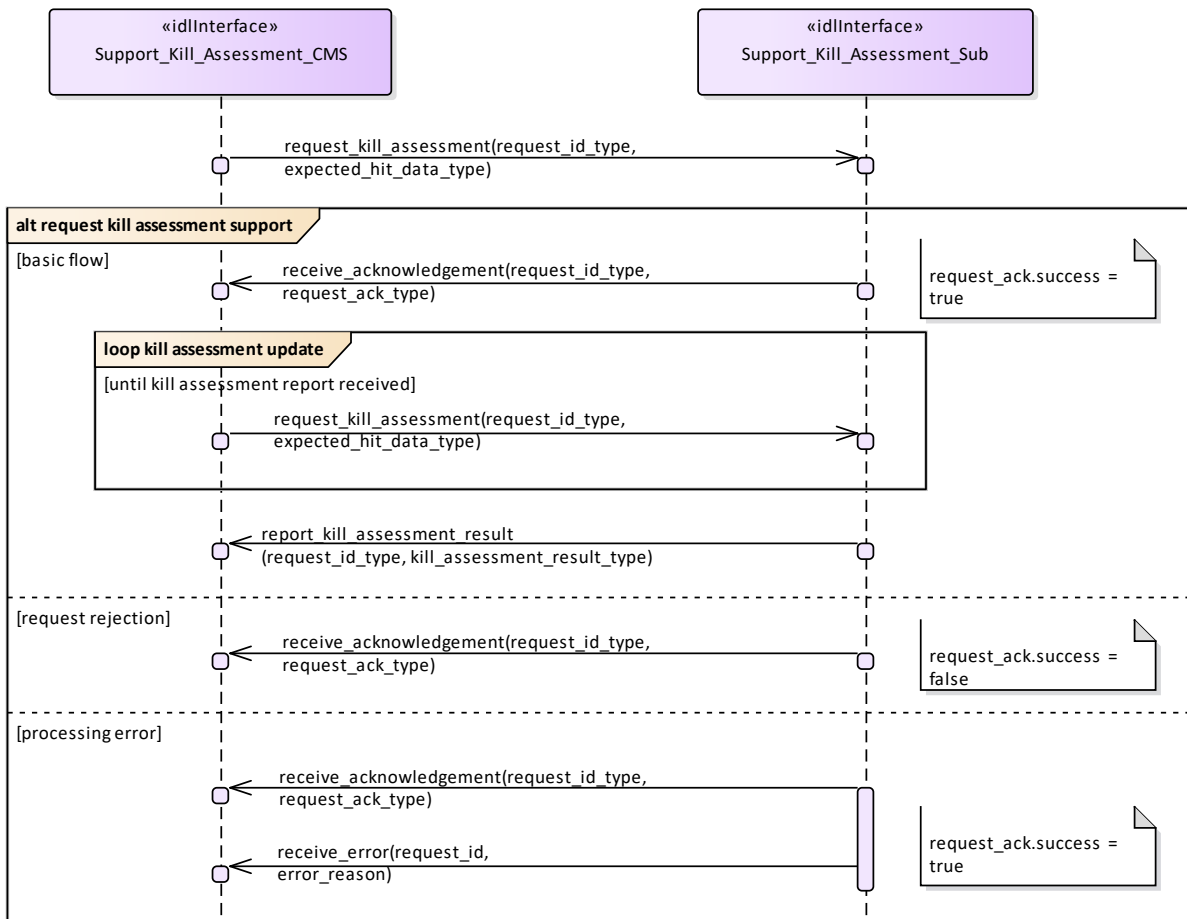 «idlInterface»
Support_Kill_Assessment_CMS
«idlInterface»
Support_Kill_Assessment_Sub
request_kill_assessment(request_id_type,
expected_hit_data_type)
alt request kill assessment support
[basic flow]
receive_acknowledgement(request_id_type,
request_ack_type)
request_ack.success =
true
loop kill assessment update
[until kill assessment report received]
request_kill_assessment(request_id_type,
expected_hit_data_type)
report_kill_assessment_result
(request_id_type, kill_assessment_result_type)
[request rejection]
receive_acknowledgement(request_id_type,
request_ack_type)
request_ack.success =
false
[processing error]
receive_acknowledgement(request_id_type,
request_ack_type)
receive_error(request_id,
error_reason)
request_ack.success =
true